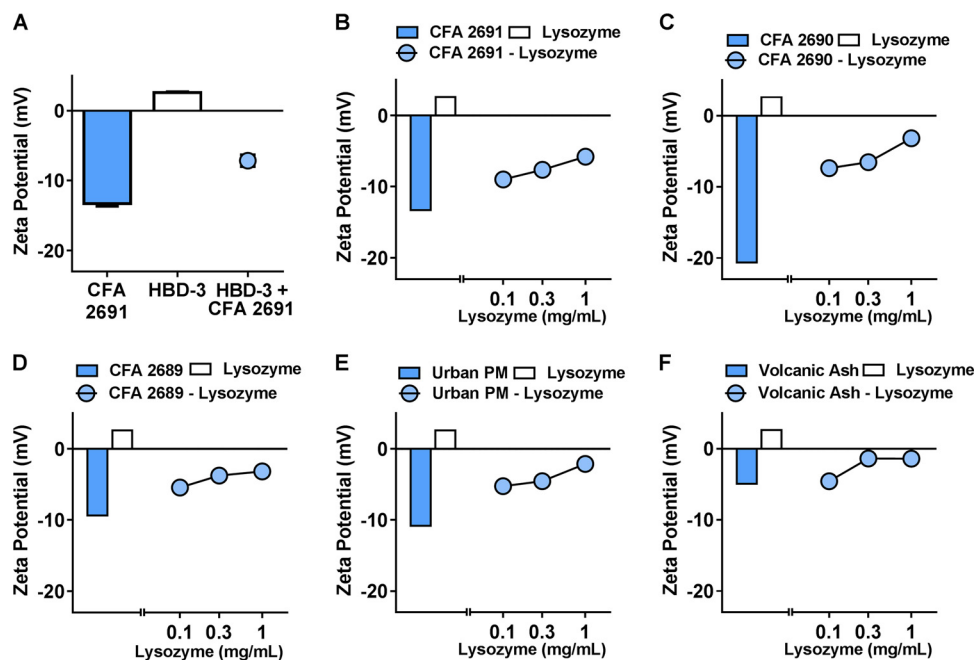 A
Zeta Potential (mV)
0
-10
-20
CFA
2691
HBD-3
HBD-3 +
CFA 2691
B
CFA 2691 Lysozyme
CFA 2691 - Lysozyme
Zeta Potential (mV)
0
-10
-20
0.1 0.3 1
Lysozyme (mg/mL)
C
CFA 2690 Lysozyme
CFA 2690 - Lysozyme
Zeta Potential (mV)
0
-10
-20
0.1 0.3 1
Lysozyme (mg/mL)
D
CFA 2689 Lysozyme
CFA 2689 - Lysozyme
Zeta Potential (mV)
0
-10
-20
0.1 0.3 1
Lysozyme (mg/mL)
E
Urban PM Lysozyme
Urban PM - Lysozyme
Zeta Potential (mV)
0
-10
-20
0.1 0.3 1
Lysozyme (mg/mL)
F
Volcanic Ash Lysozyme
Volcanic Ash - Lysozyme
Zeta Potential (mV)
0
-10
-20
0.1 0.3 1
Lysozyme (mg/mL)